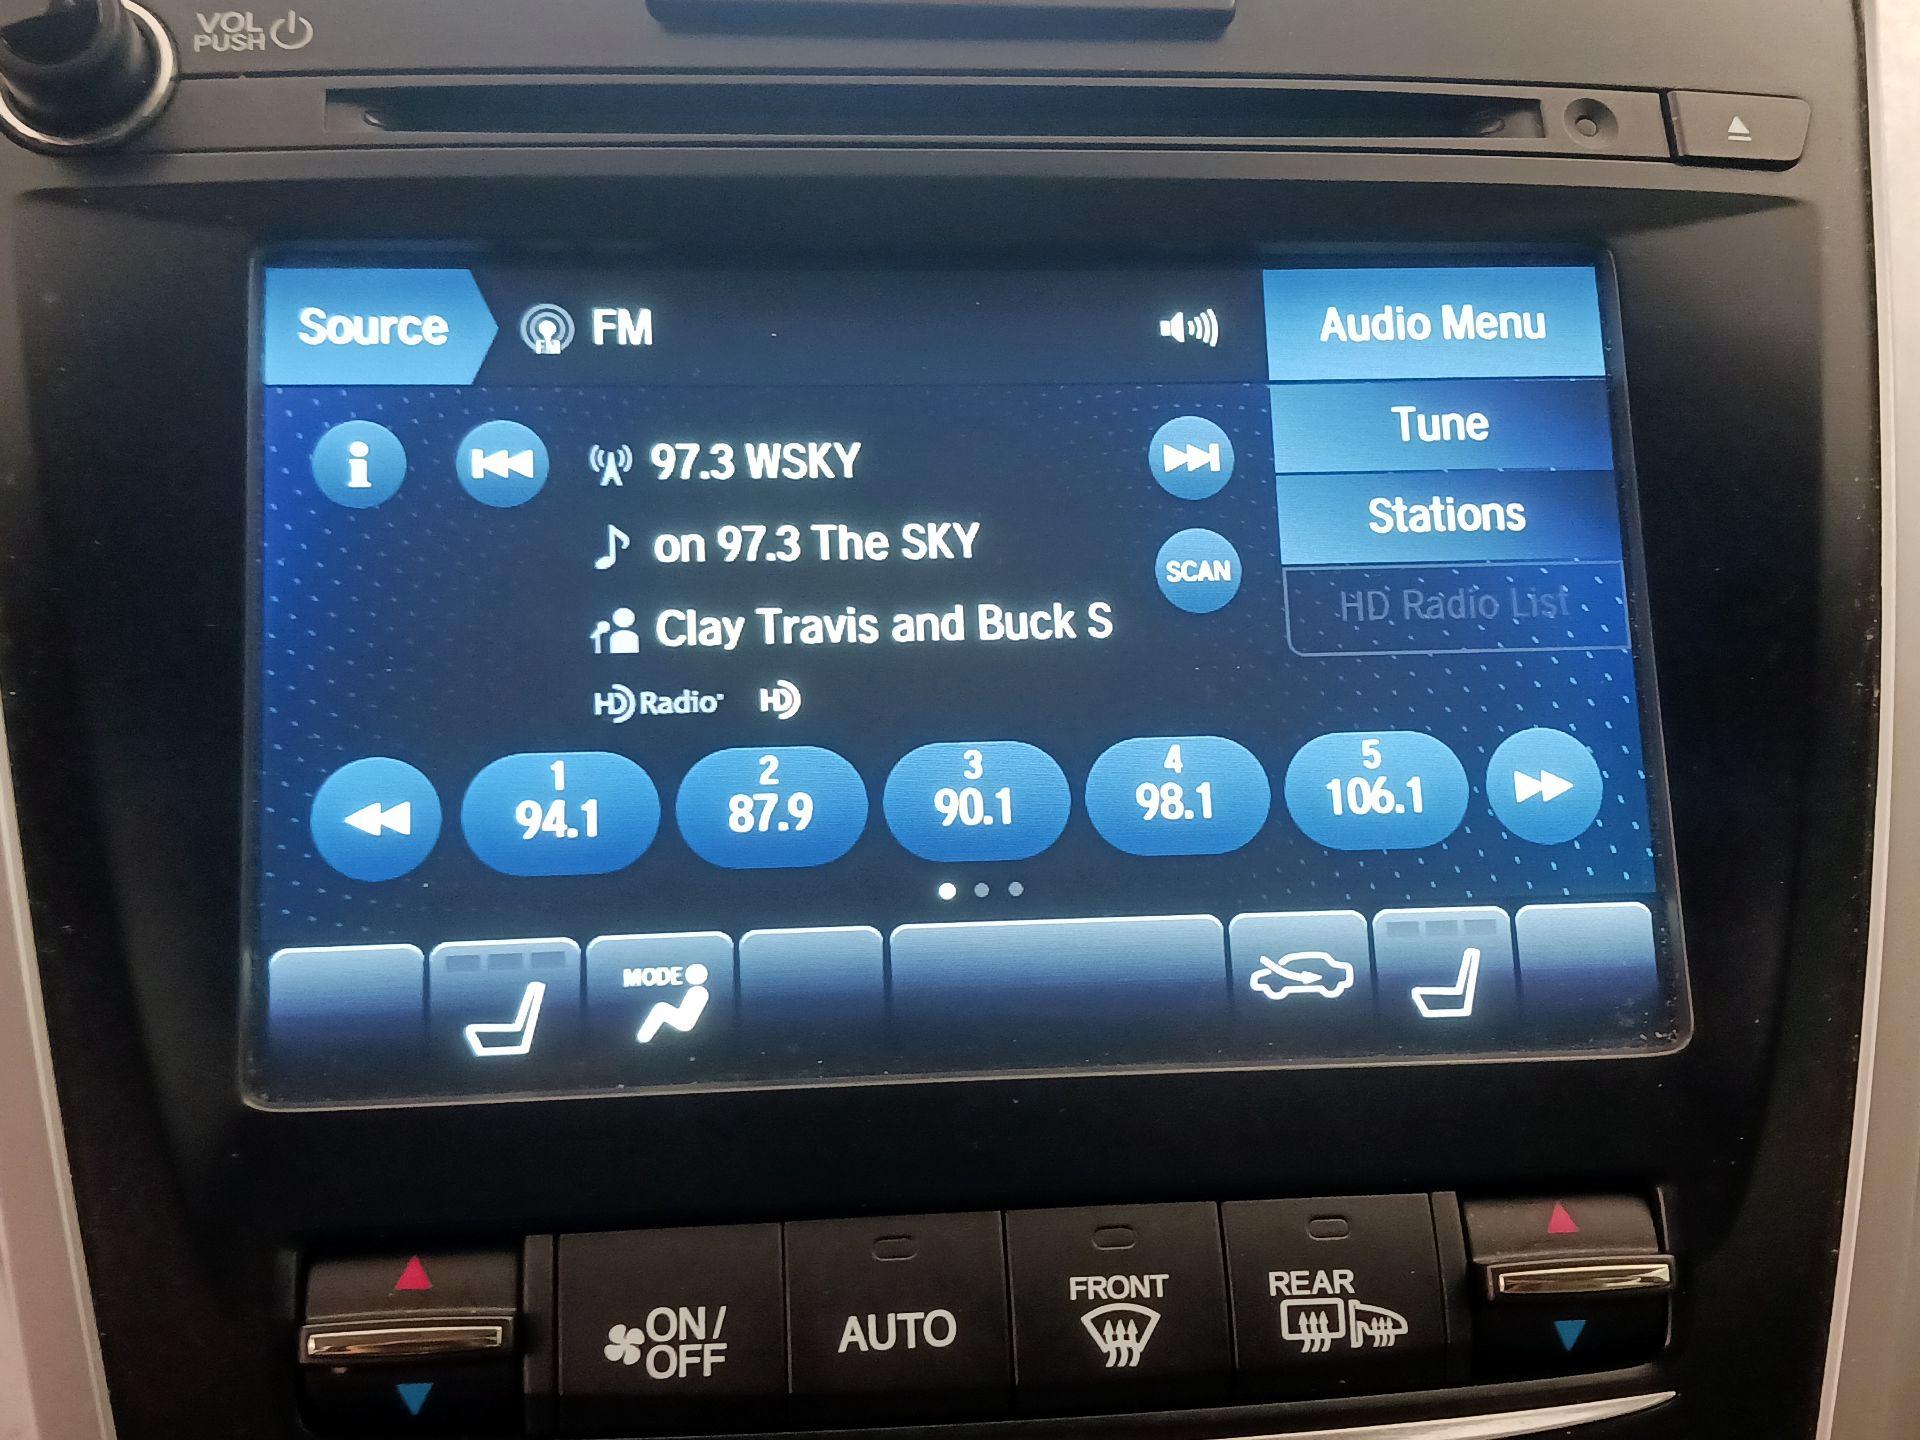 VOL
PUSH
Source
FM
FM
Audio Menu
i
97.3 WSKY
Tune
on 97.3 The SKY
Stations
SCAN
Clay Travis and Buck S
HD Radio List
HD Radio
HD
1
94.1
2
87.9
3
90.1
4
98.1
5
106.1
MODE
ON/
OFF
AUTO
FRONT
REAR